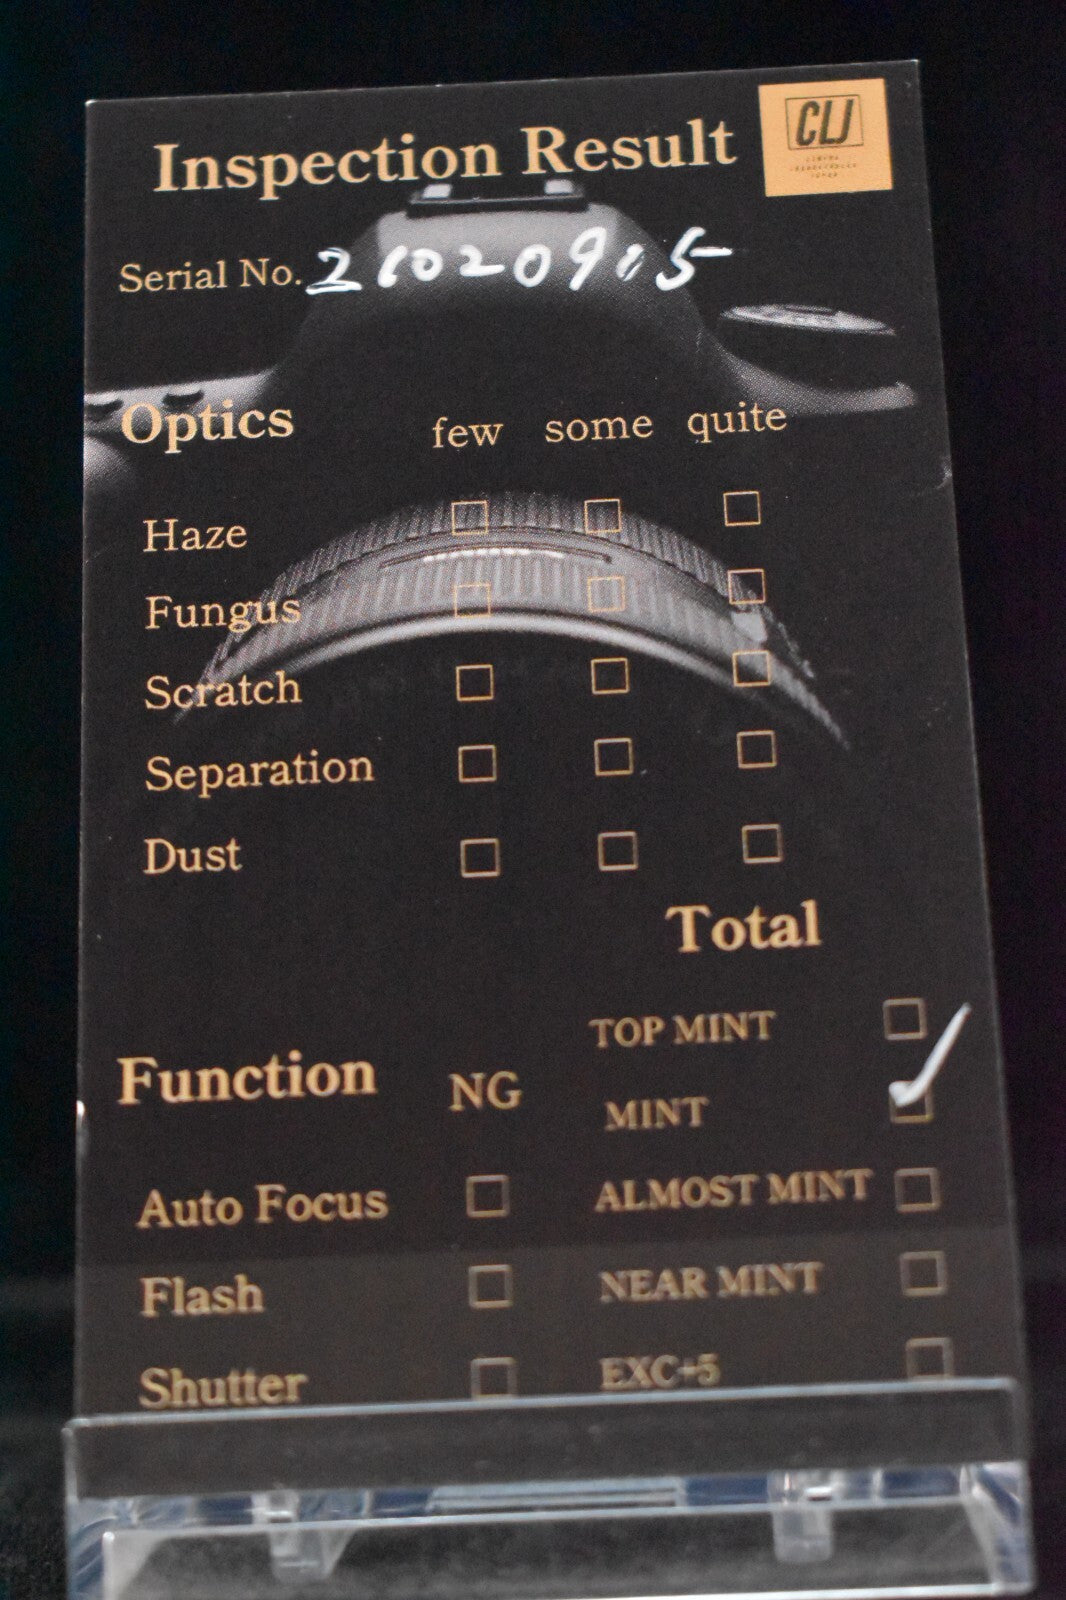 Inspection Result
CLJ
Serial No. 21020915
Optics few some quite
Haze
Fungus
Scratch
Separation
Dust
Total
TOP MINT
Function NG MINT
Auto Focus ALMOST MINT
Flash NEAR MINT
Shutter EXC+5